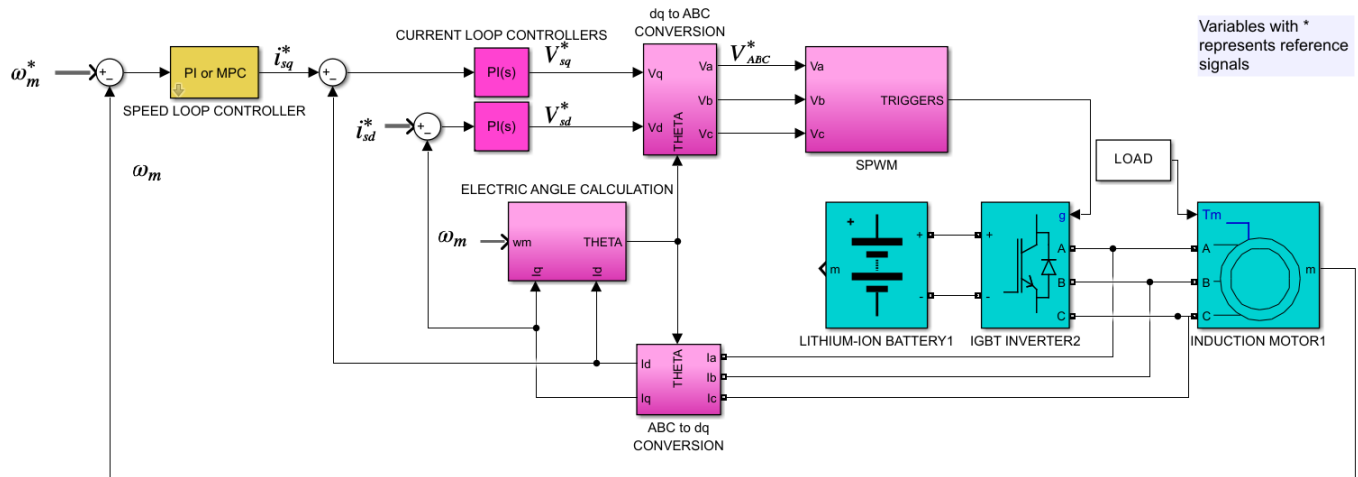 dq to ABC
CONVERSION
Variables with *
represents reference
signals
CURRENT LOOP CONTROLLERS
ω*m
+
-
PI or MPC
i*sq
+
-
PI(s)
V*sq
Vq
Va
V*ABC
Va
SPEED LOOP CONTROLLER
Vb
Vb
TRIGGERS
i*sd
+
-
PI(s)
V*sd
Vd
THETA
Vc
Vc
SPWM
LOAD
ωm
ELECTRIC ANGLE CALCULATION
ωm
wm
THETA
Iq
Id
+
m
+
-
+
-
g
A
B
C
Tm
A
B
C
m
LITHIUM-ION BATTERY1
IGBT INVERTER2
INDUCTION MOTOR1
Id
Iq
THETA
Ia
Ib
Ic
ABC to dq
CONVERSION